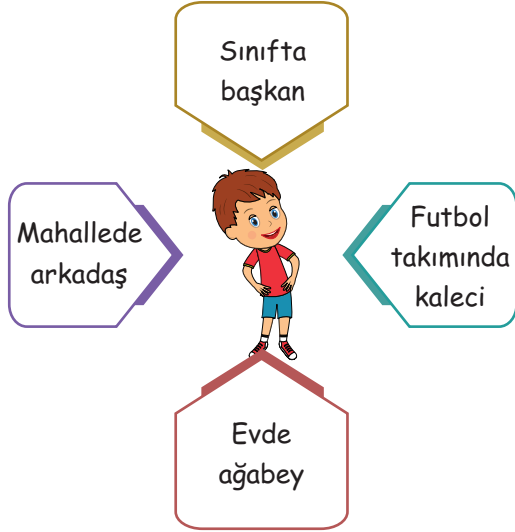 Sınıfta
başkan
Mahallede
arkadaş
Futbol
takımında
kaleci
Evde
ağabey